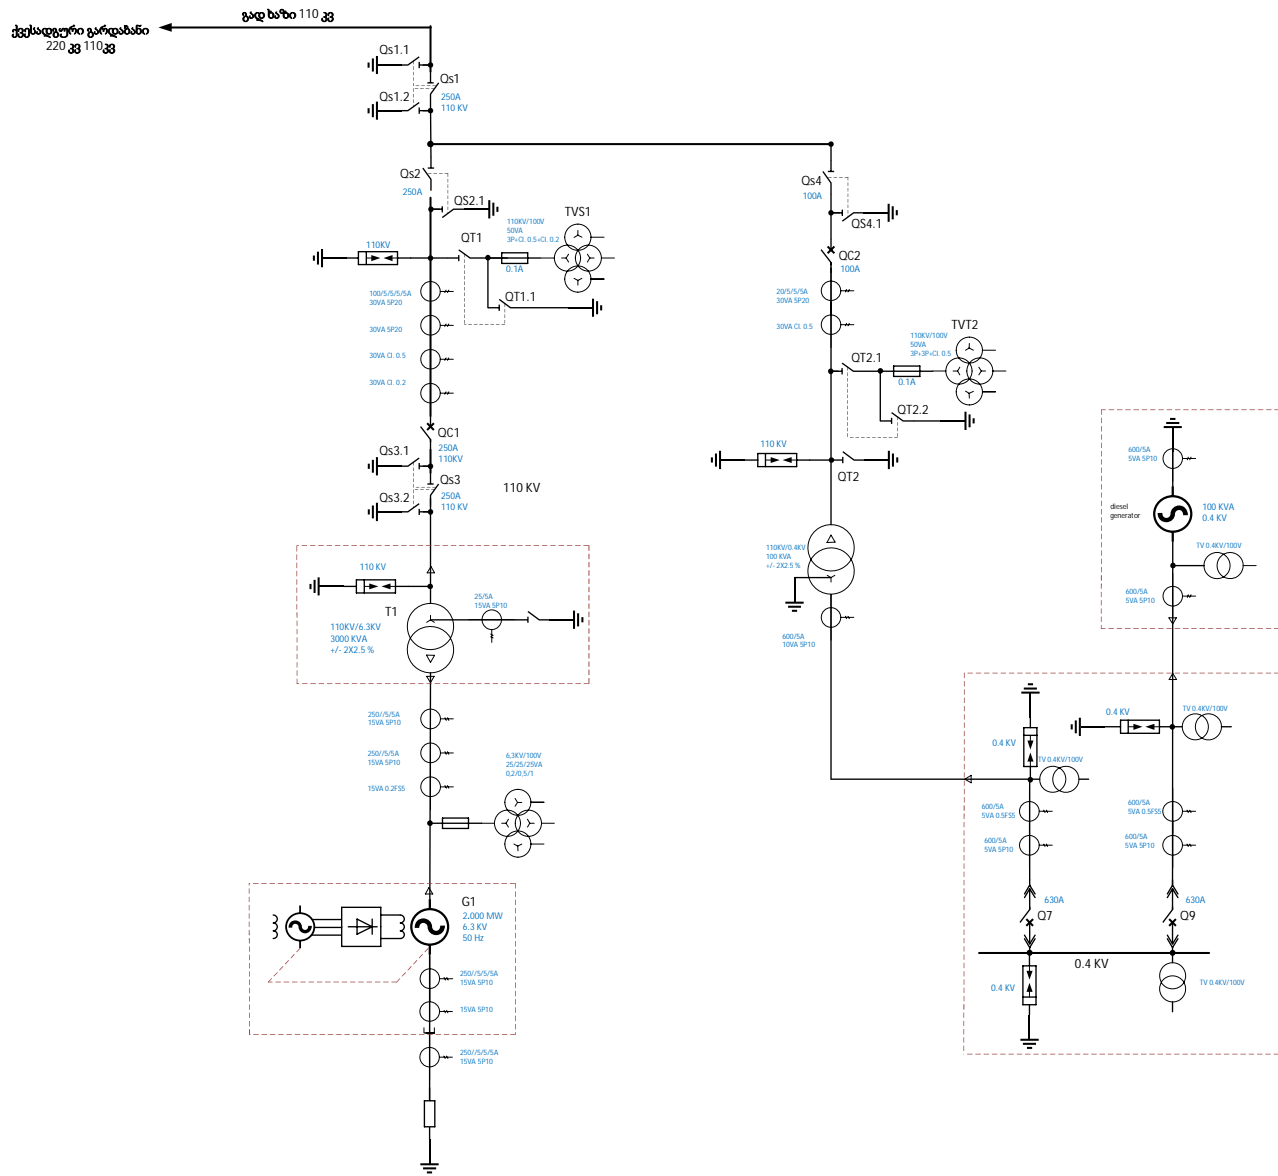 გად ხაზი 110 კვ
ქვესადგური გარდაბანი
220 კვ 110კვ
Qs1.1
Qs1
250A
110 KV
Qs1.2
Qs2
250A
QS2.1
TVS1
110KV/100V
50VA
3P+Cl. 0.5+Cl. 0.2
QT1
0.1A
QT1.1
110KV
100/5/5/5/5A
30VA 5P20
30VA 5P20
30VA Cl. 0.5
30VA Cl. 0.2
QC1
250A
110KV
Qs3.1
Qs3
250A
110 KV
Qs3.2
110 KV
110 KV
T1
110KV/6.3KV
3000 KVA
+/- 2X2.5 %
25/5A
15VA 5P10
250//5/5A
15VA 5P10
250//5/5A
15VA 5P10
15VA 0.2FS5
6,3KV/100V
25/25/25VA
0,2/0,5/1
G1
2.000 MW
6.3 KV
50 Hz
250//5/5/5A
15VA 5P10
15VA 5P10
250//5/5/5A
15VA 5P10
Qs4
100A
QS4.1
QC2
100A
20/5/5/5A
30VA 5P20
30VA Cl. 0.5
TVT2
110KV/100V
50VA
3P+3P+Cl. 0.5
QT2.1
0.1A
QT2.2
110 KV
QT2
110KV/0.4KV
100 KVA
+/- 2X2.5 %
600/5A
10VA 5P10
600/5A
5VA 5P10
diesel
generator
100 KVA
0.4 KV
TV 0.4KV/100V
600/5A
5VA 5P10
0.4 KV
TV 0.4KV/100V
0.4 KV
TV 0.4KV/100V
600/5A
5VA 0.5FS5
600/5A
5VA 5P10
600/5A
5VA 0.5FS5
600/5A
5VA 5P10
630A
Q7
630A
Q9
0.4 KV
0.4 KV
TV 0.4KV/100V